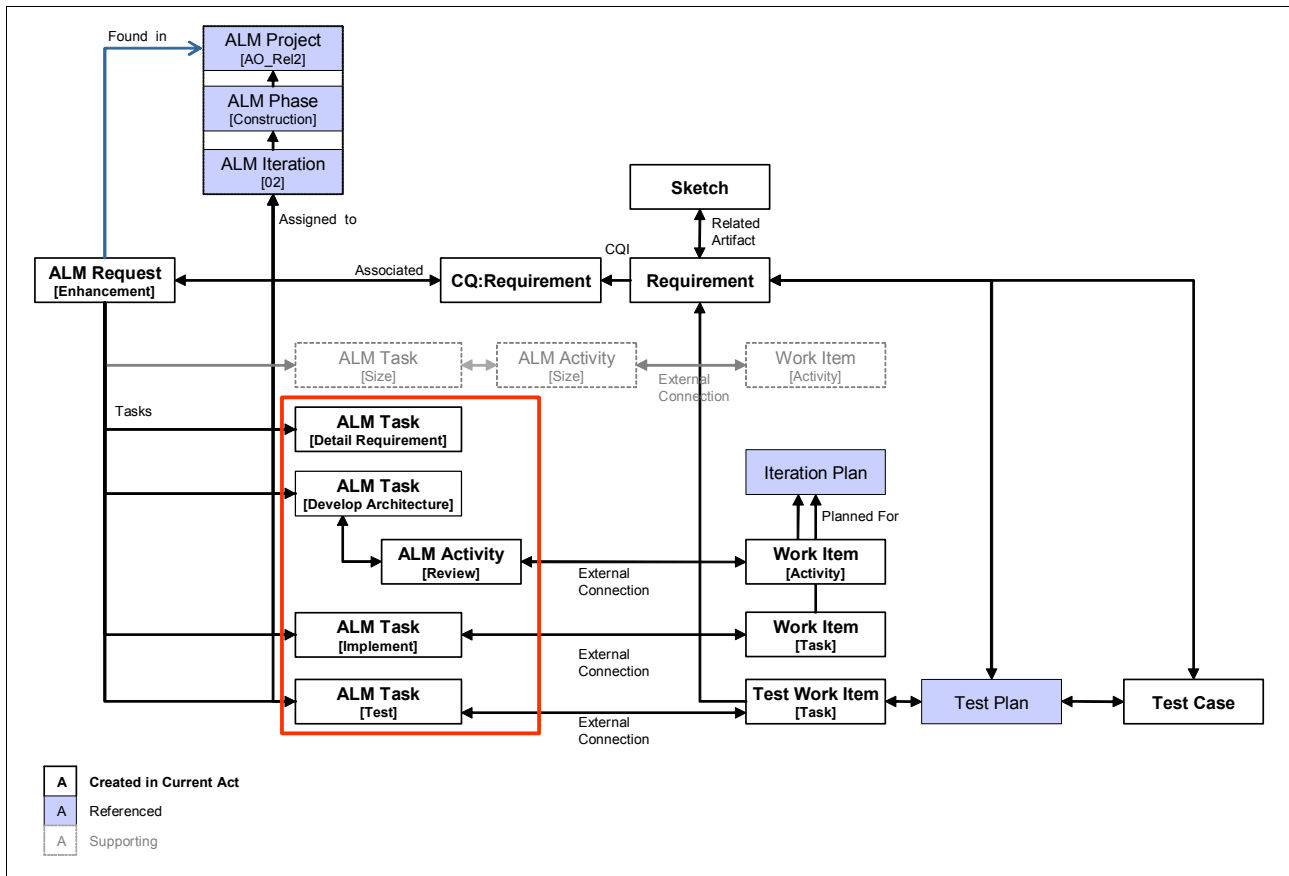 Found in
ALM Project
[AO_Rel2]
ALM Phase
[Construction]
ALM Iteration
[02]
Assigned to
Sketch
Related
Artifact
CQI
ALM Request
[Enhancement]
Associated
CQ:Requirement
Requirement
ALM Task
[Size]
ALM Activity
[Size]
External
Connection
Work Item
[Activity]
Tasks
ALM Task
[Detail Requirement]
ALM Task
[Develop Architecture]
Iteration Plan
Planned For
ALM Activity
[Review]
External
Connection
Work Item
[Activity]
ALM Task
[Implement]
External
Connection
Work Item
[Task]
ALM Task
[Test]
External
Connection
Test Work Item
[Task]
Test Plan
Test Case
A Created in Current Act
A Referenced
A Supporting